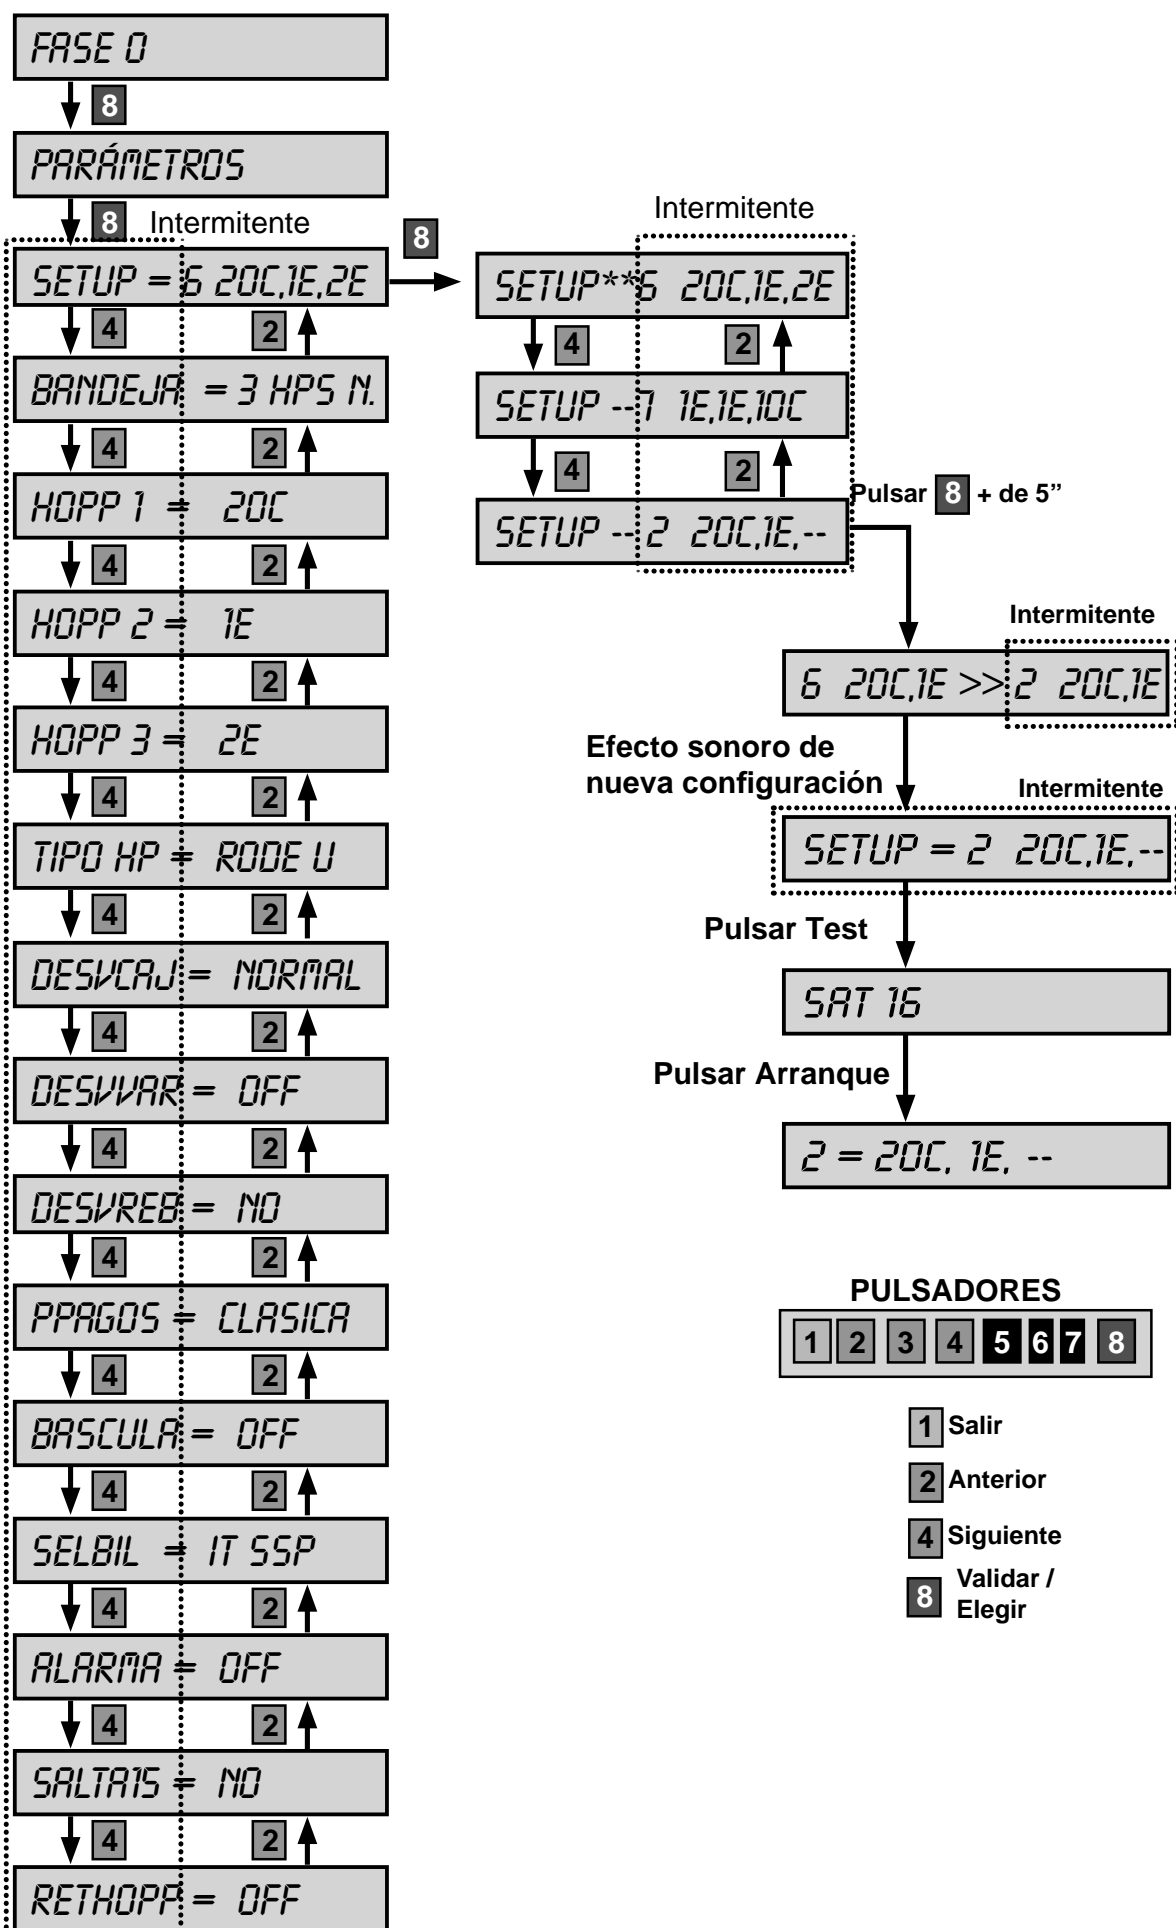 FASE 0
8
PARÁMETROS
8 Intermitente
SETUP = 6 20C,1E,2E
4 2
BANDEJA = 3 HPS N.
4 2
HOPP 1 = 20C
4 2
HOPP 2 = 1E
4 2
HOPP 3 = 2E
4 2
TIPO HP = RODE U
4 2
DESVCAJ = NORMAL
4 2
DESVVAR = OFF
4 2
DESVREB = NO
4 2
PPAGOS = CLASICA
4 2
BASCULA = OFF
4 2
SELBIL = IT SSP
4 2
ALARMA = OFF
4 2
SALTA15 = NO
4 2
RETHOPP = OFF
8
Intermitente
SETUP**6 20C,1E,2E
4 2
SETUP --7 1E,1E,10C
4 2
SETUP -- 2 20C,1E,--
Pulsar 8 + de 5”
Intermitente
6 20C,1E >> 2 20C,1E
Efecto sonoro de
nueva configuración
Intermitente
SETUP = 2 20C,1E,--
Pulsar Test
SAT 16
Pulsar Arranque
2 = 20C, 1E, --
PULSADORES
1 2 3 4 5 6 7 8
1 Salir
2 Anterior
4 Siguiente
8 Validar /
Elegir